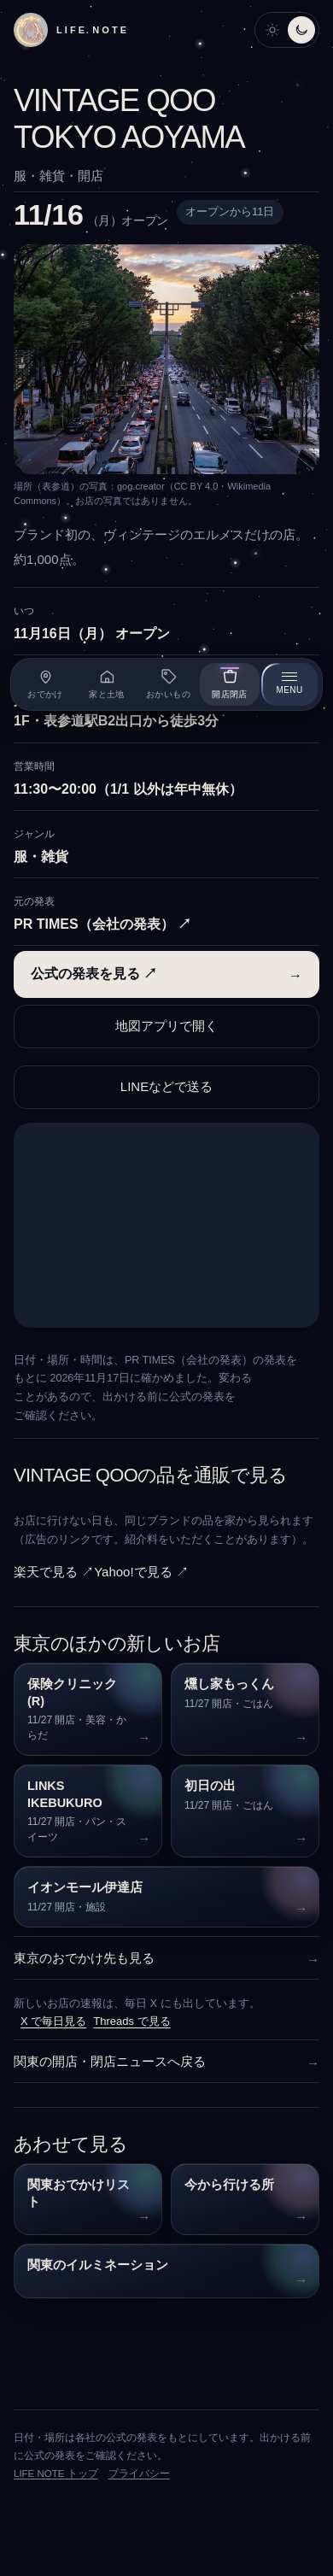 LIFE.NOTE
VINTAGE QOO
TOKYO AOYAMA
服・雑貨・開店
11/16（月）オープン
オープンから11日
場所（表参道）の写真：gog.creator（CC BY 4.0・Wikimedia
Commons）。お店の写真ではありません。
ブランド初の、ヴィンテージのエルメスだけの店。
約1,000点。
いつ
11月16日（月） オープン
おでかけ
家と土地
おかいもの
開店閉店
MENU
1F・表参道駅B2出口から徒歩3分
営業時間
11:30〜20:00（1/1 以外は年中無休）
ジャンル
服・雑貨
元の発表
PR TIMES（会社の発表） ↗
公式の発表を見る ↗ →
地図アプリで開く
LINEなどで送る
日付・場所・時間は、PR TIMES（会社の発表）の発表を
もとに 2026年11月17日に確かめました。変わる
ことがあるので、出かける前に公式の発表を
ご確認ください。
VINTAGE QOOの品を通販で見る
お店に行けない日も、同じブランドの品を家から見られます
（広告のリンクです。紹介料をいただくことがあります）。
楽天で見る ↗Yahoo!で見る ↗
東京のほかの新しいお店
保険クリニック
(R)
11/27 開店・美容・か
らだ →
燻し家もっくん
11/27 開店・ごはん
→
LINKS
IKEBUKURO
11/27 開店・パン・ス
イーツ →
初日の出
11/27 開店・ごはん
→
イオンモール伊達店
11/27 開店・施設 →
東京のおでかけ先も見る →
新しいお店の速報は、毎日 X にも出しています。
X で毎日見る Threads で見る
関東の開店・閉店ニュースへ戻る →
あわせて見る
関東おでかけリス
ト →
今から行ける所
→
関東のイルミネーション
→
日付・場所は各社の公式の発表をもとにしています。出かける前
に公式の発表をご確認ください。
LIFE NOTE トップ プライバシー